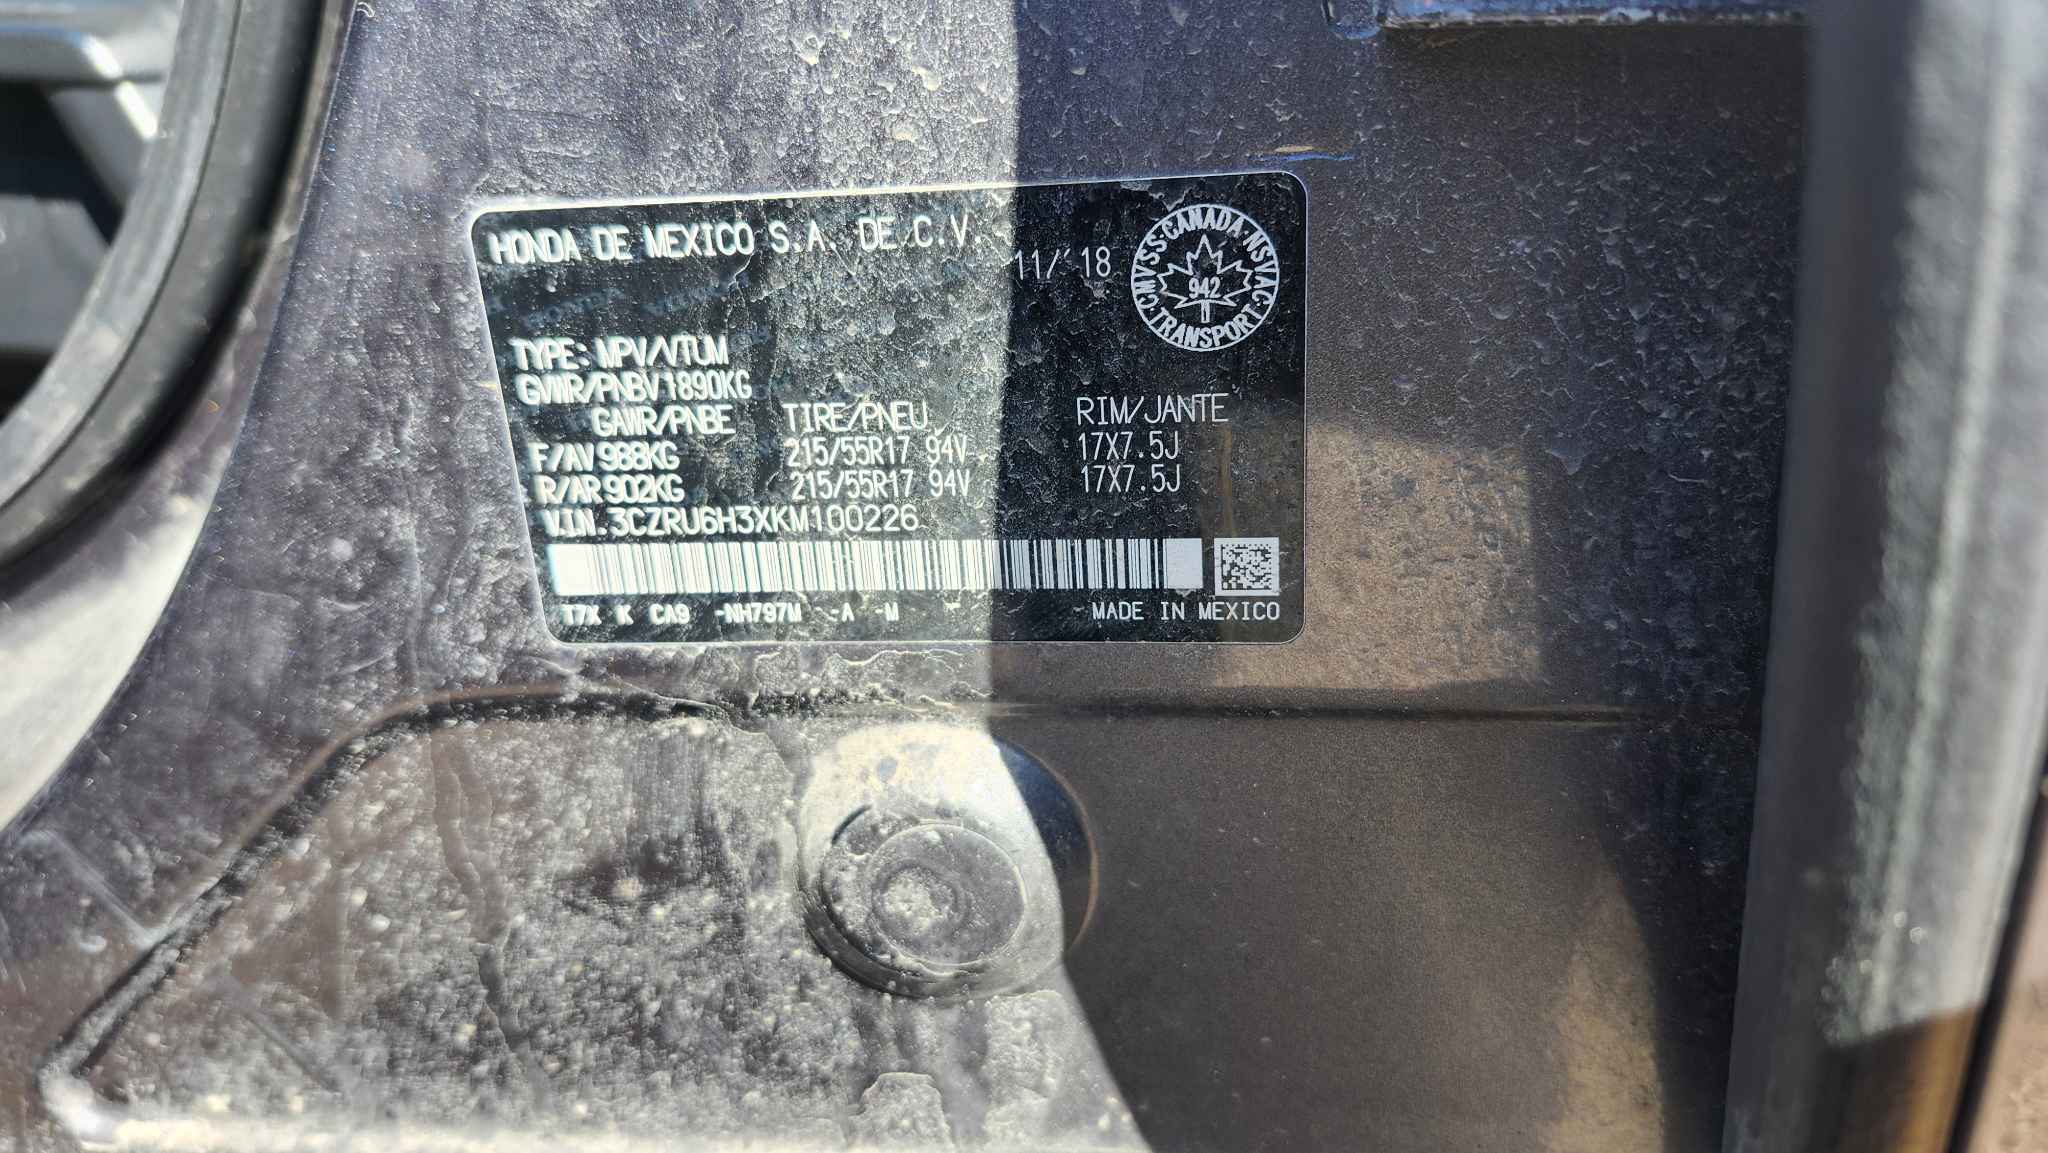 HONDA DE MEXICO S.A. DE C.V.
11/'18
CMVSS·CANADA·NSVAC·TRANSPORT·
942
TYPE: MPV/VTUM
GVWR/PNBV1890KG
GAWR/PNBE TIRE/PNEU RIM/JANTE
F/AV 988KG 215/55R17 94V 17X7.5J
R/AR 902KG 215/55R17 94V 17X7.5J
V.I.N.3CZRU6H3XKM100226
T7X K CA9 -NH797M -A -M MADE IN MEXICO